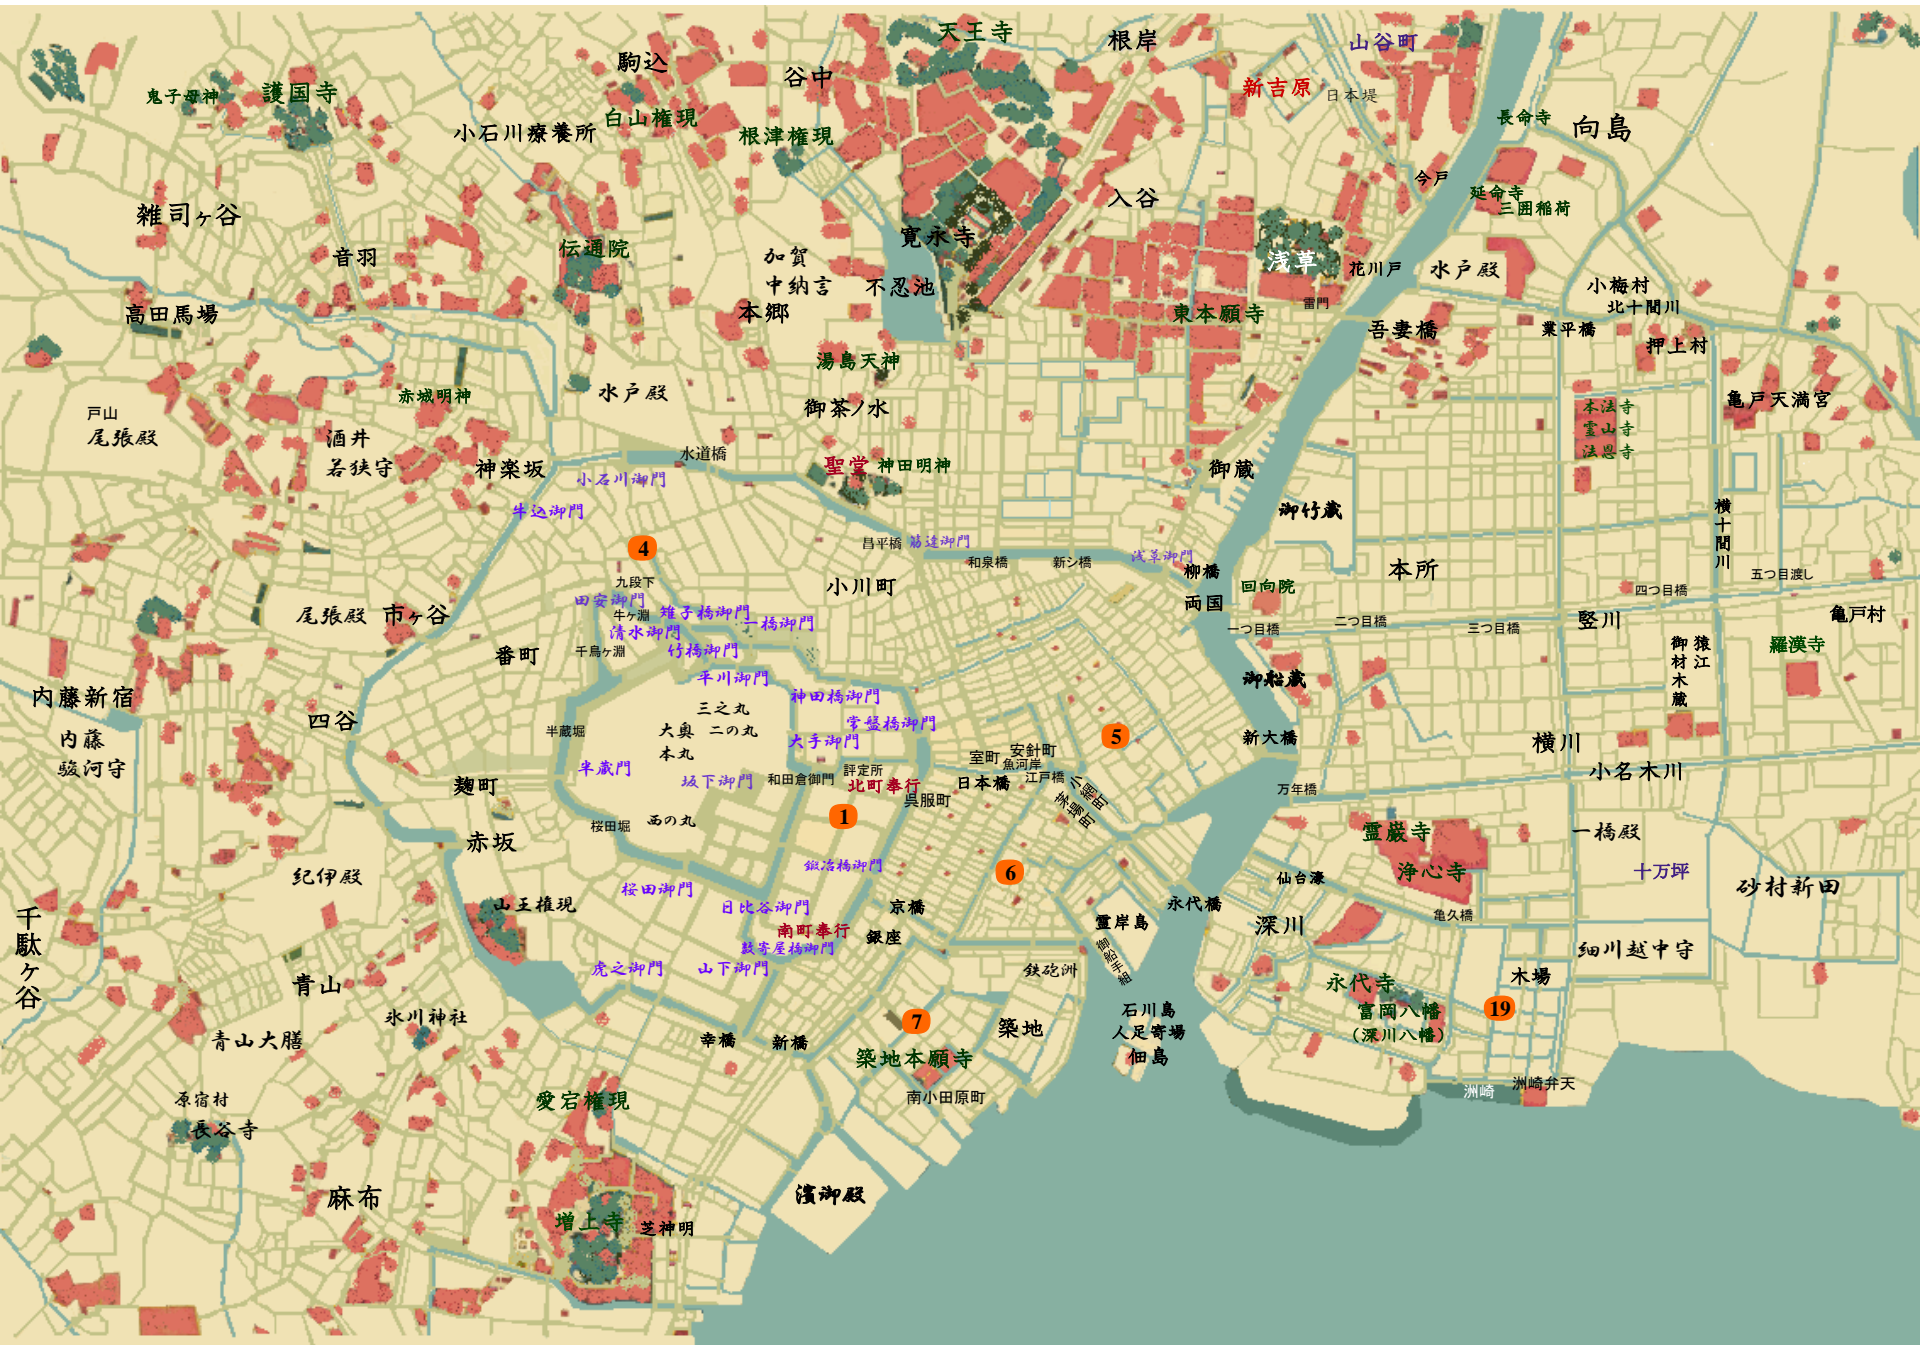 天王寺
根岸
山谷町
駒込
谷中
鬼子母神
護国寺
新吉原
日本堤
白山権現
長命寺
向島
小石川療養所
根津権現
今戸
延命寺
三囲稲荷
入谷
雑司ヶ谷
寛永寺
伝通院
音羽
加賀
中納言
浅草
花川戸
水戸殿
不忍池
小梅村
北十間川
高田馬場
本郷
東本願寺
雷門
吾妻橋
業平橋
押上村
湯島天神
赤城明神
水戸殿
亀戸天満宮
戸山
尾張殿
御茶ノ水
本法寺
霊山寺
法恩寺
酒井
若狭守
神楽坂
水道橋
聖堂
神田明神
御蔵
小石川御門
牛込御門
御竹蔵
横十間川
4
昌平橋
筋違御門
和泉橋
新シ橋
浅草御門
柳橋
本所
五つ目渡し
九段下
小川町
回向院
四つ目橋
田安御門
両国
尾張殿
市ヶ谷
牛ヶ淵
雉子橋御門
一橋御門
一つ目橋
二つ目橋
三つ目橋
竪川
亀戸村
清水御門
番町
千鳥ヶ淵
竹橋御門
猿江
御材木蔵
羅漢寺
平川御門
御船蔵
内藤新宿
神田橋御門
四谷
三之丸
常盤橋御門
大奥
二の丸
半蔵堀
大手御門
5
新大橋
横川
内藤
駿河守
本丸
室町
安針町
魚河岸
半蔵門
坂下御門
和田倉御門
評定所
北町奉行
日本橋
江戸橋
小網町
茅場町
麹町
呉服町
万年橋
小名木川
1
桜田堀
西の丸
赤坂
霊巌寺
一橋殿
鍛冶橋御門
6
浄心寺
十万坪
紀伊殿
仙台濠
砂村新田
桜田御門
日比谷御門
京橋
永代橋
山王権現
亀久橋
千駄ヶ谷
南町奉行
銀座
霊岸島
深川
数寄屋橋御門
御船手組
細川越中守
虎之御門
山下御門
鉄砲洲
青山
永代寺
木場
石川島
人足寄場
佃島
富岡八幡
(深川八幡)
19
氷川神社
7
築地
青山大膳
幸橋
新橋
築地本願寺
洲崎
洲崎弁天
原宿村
長谷寺
愛宕権現
南小田原町
麻布
濱御殿
増上寺
芝神明